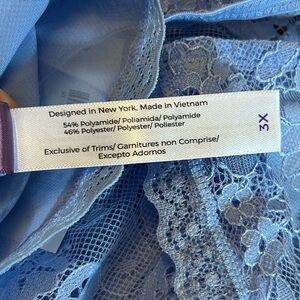 Designed in New York, Made in Vietnam
54% Polyamide/ Poliamida/ Polyamide
46% Polyester/ Polyester/ Poliester
Exclusive of Trims/ Garnitures non Comprise/
Excepto Adornos
3X